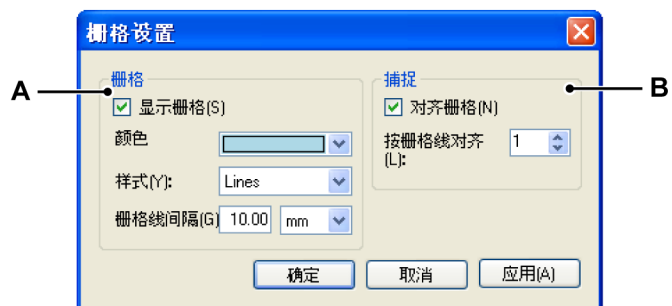 栅格设置
A
栅格
显示栅格(S)
颜色
样式(Y): Lines
栅格线间隔(G) 10.00 mm
捕捉
B
对齐栅格(N)
按栅格线对齐
(L): 1
确定 取消 应用(A)